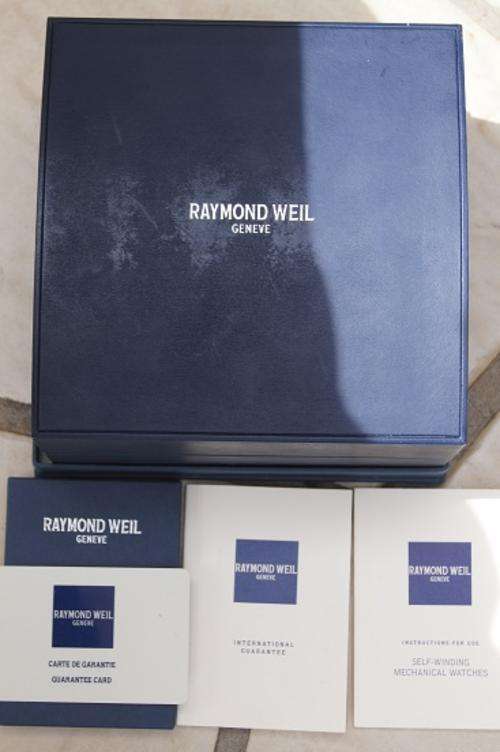 RAYMOND WEIL
GENEVE
RAYMOND WEIL
GENEVE
RAYMOND WEIL
GENEVE
CARTE DE GARANTIE
GUARANTEE CARD
RAYMOND WEIL
GENEVE
INTERNATIONAL
GUARANTEE
RAYMOND WEIL
GENEVE
INSTRUCTIONS FOR USE
SELF-WINDING
MECHANICAL WATCHES